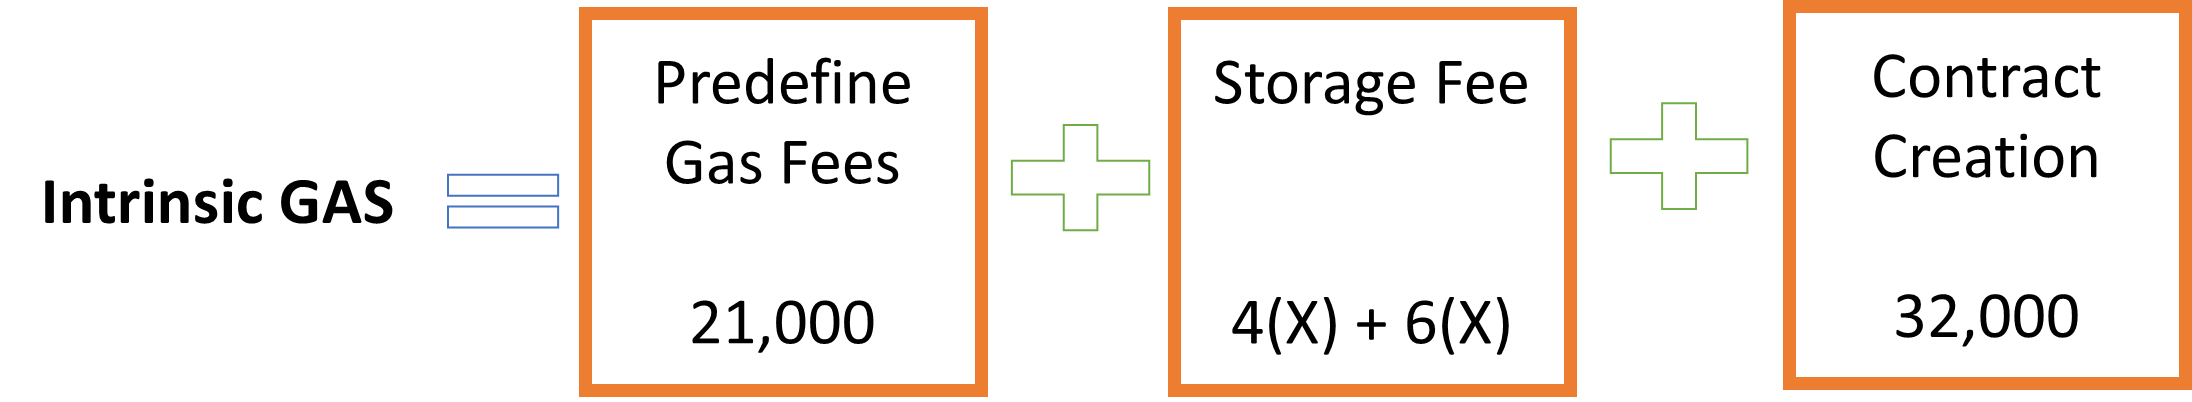 Intrinsic GAS
Predefine
Gas Fees
21,000
Storage Fee
4(X) + 6(X)
Contract
Creation
32,000